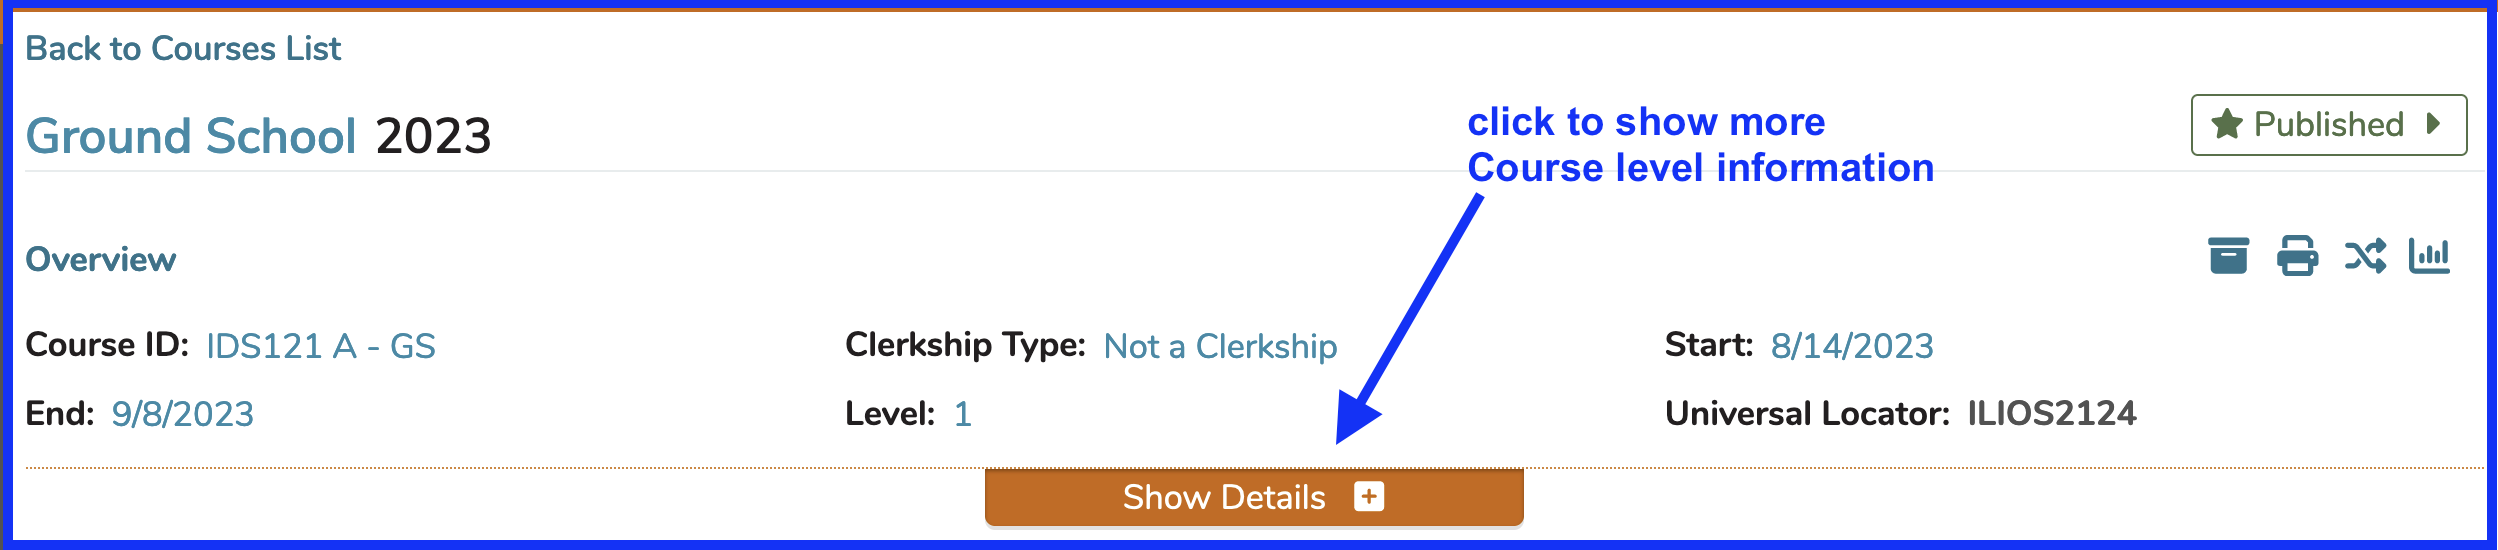 Back to Courses List
Ground School 2023
click to show more
Course level information
Published
Overview
Course ID: IDS121 A - GS
Clerkship Type: Not a Clerkship
Start: 8/14/2023
End: 9/8/2023
Level: 1
Universal Locator: ILIOS2124
Show Details